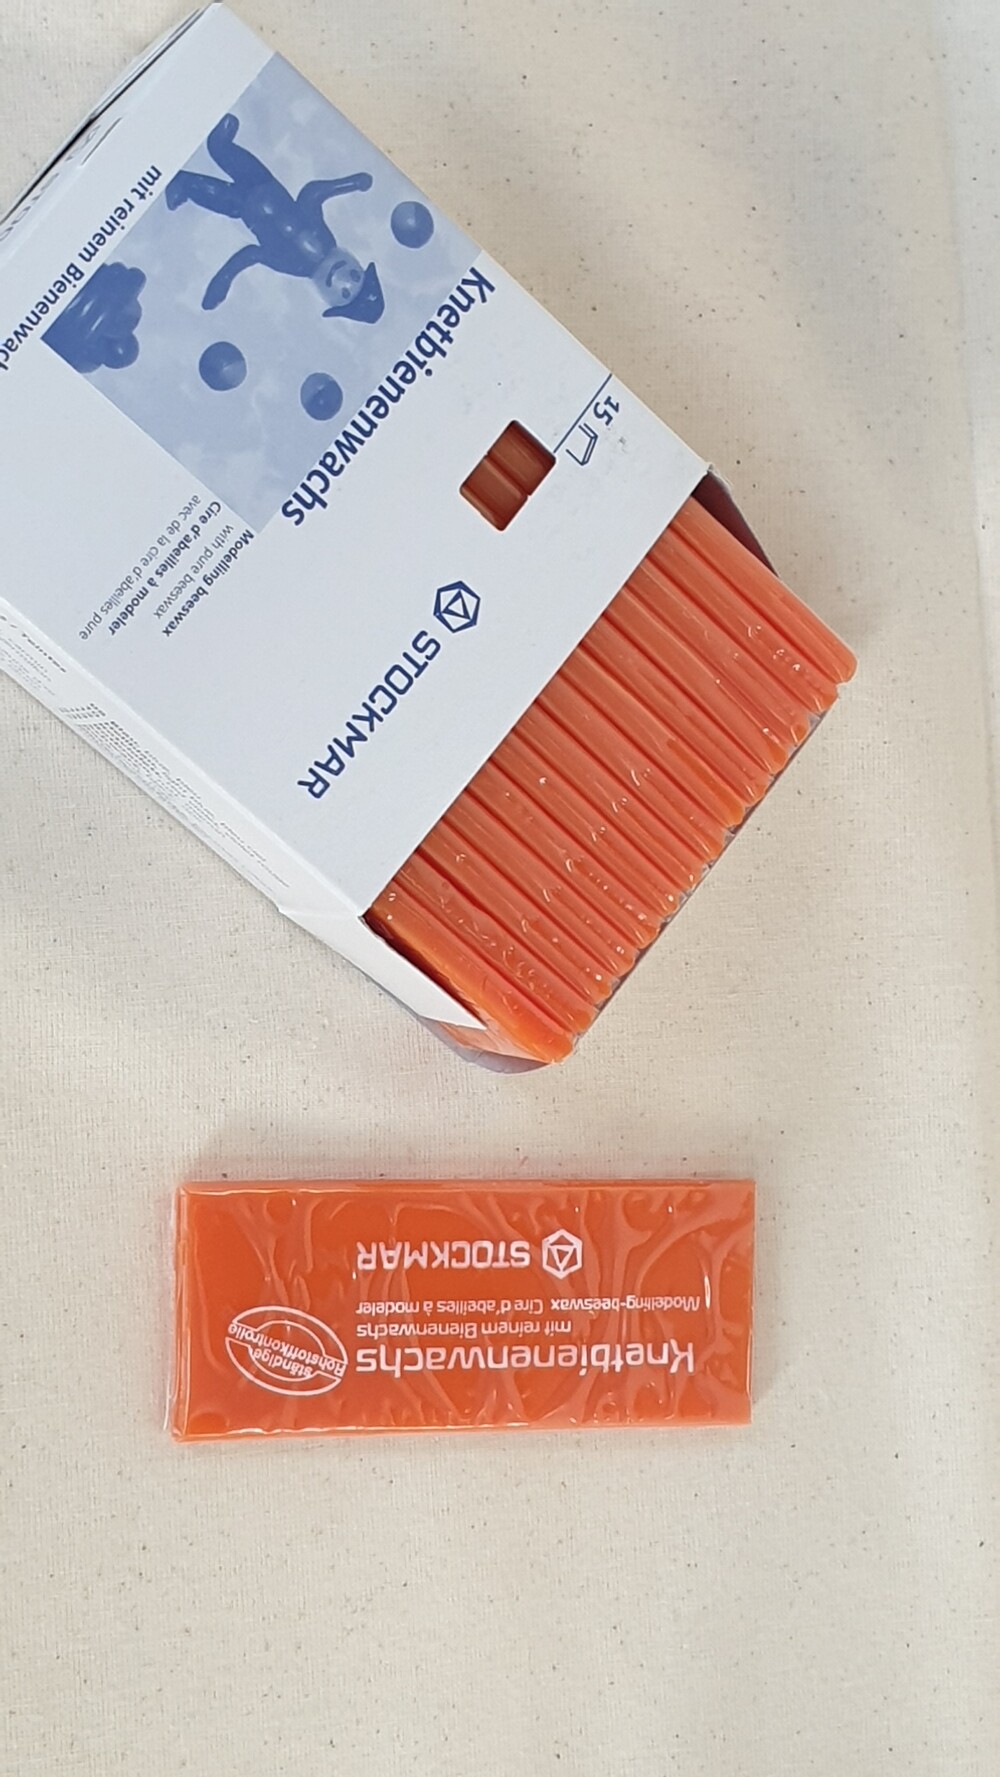 STOCKMAR
15
Knetbienenwachs
mit reinem
Modelling beeswax
with pure beeswax
Cire d'abeilles à modeler
avec de la cire d'abeilles pure
Knetbienenwachs
mit reinem Bienenwachs
Modelling-beeswax Cire d'abeilles à modeler
STOCKMAR
ständige
Rohstoffkontrolle